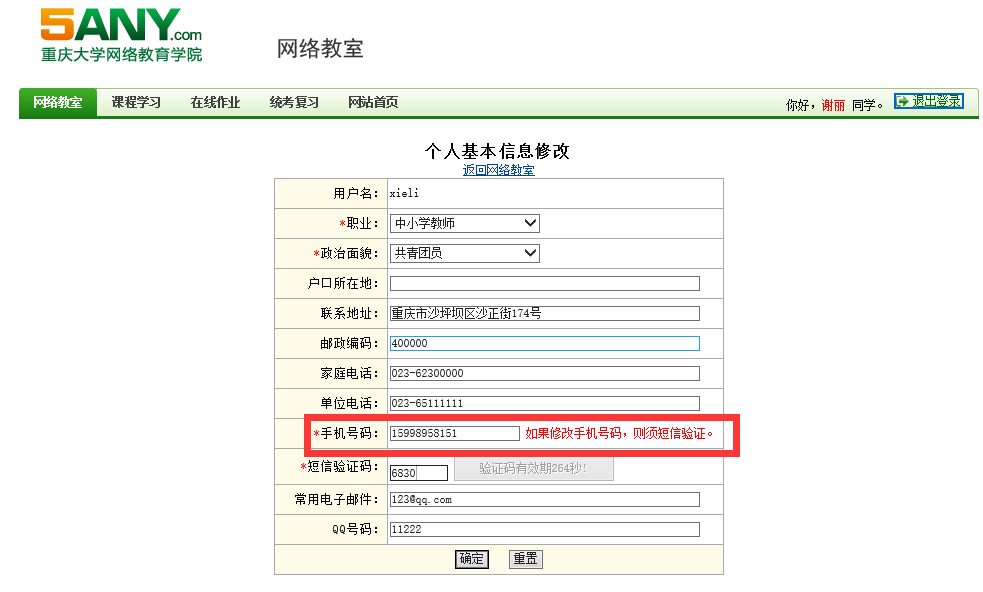 5ANY.com
重庆大学网络教育学院
网络教室
网络教室 课程学习 在线作业 统考复习 网站首页 你好，谢丽 同学。 退出登录
个人基本信息修改
返回网络教室
用户名： xieli
*职业： 中小学教师
*政治面貌： 共青团员
户口所在地：
联系地址： 重庆市沙坪坝区沙正街174号
邮政编码： 400000
家庭电话： 023-62300000
单位电话： 023-65111111
*手机号码： 15998958151 如果修改手机号码，则须短信验证。
*短信验证码： 6830 验证码有效期264秒!
常用电子邮件： 123@qq.com
QQ号码： 11222
确定 重置